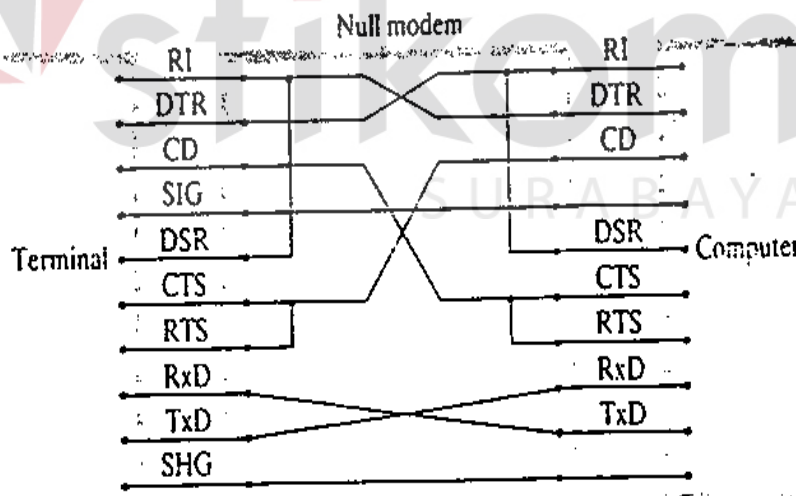 Null modem
stikom
SURABAYA
RI RI
DTR DTR
CD CD
SIG
DSR DSR
Terminal Computer
CTS CTS
RTS RTS
RxD RxD
TxD TxD
SHG